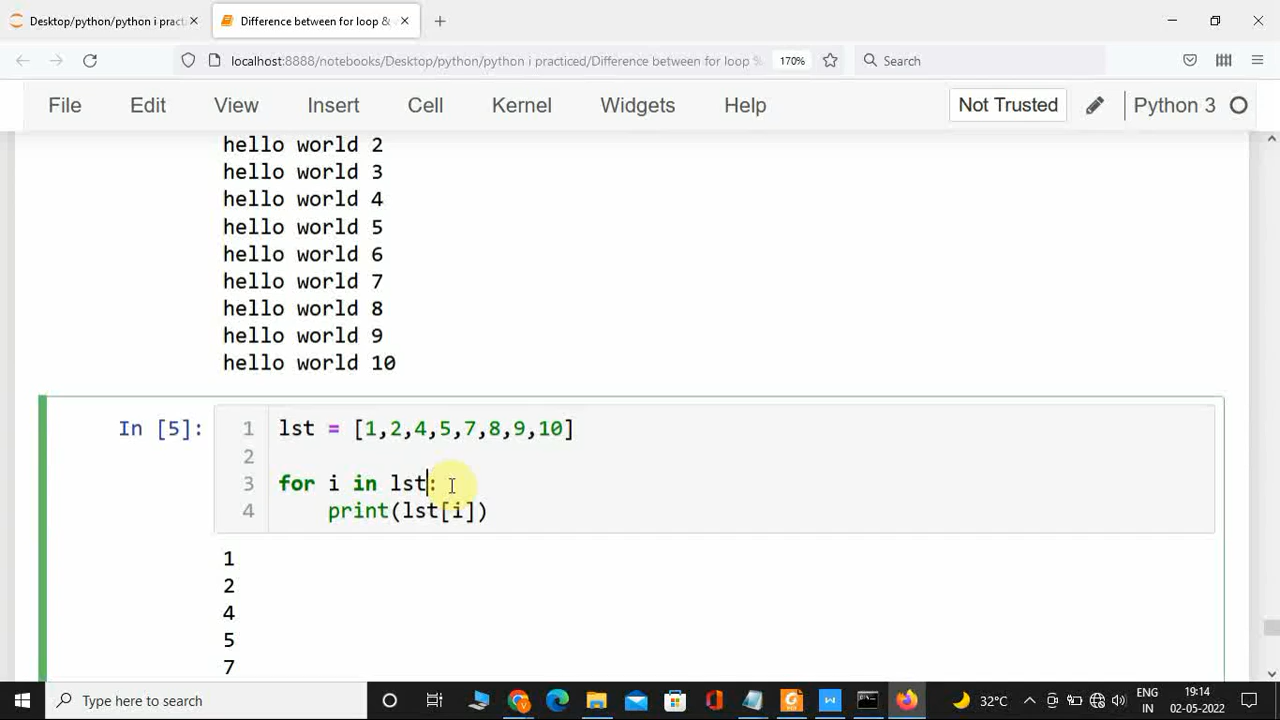 Desktop/python/python i pract
Difference between for loop &
localhost:8888/notebooks/Desktop/python/python i practiced/Difference between for loop %
170%
Search
File Edit View Insert Cell Kernel Widgets Help
Not Trusted
Python 3
hello world 2
hello world 3
hello world 4
hello world 5
hello world 6
hello world 7
hello world 8
hello world 9
hello world 10
In [5]:
1 lst = [1,2,4,5,7,8,9,10]
2
3 for i in lst:
4 print(lst[i])
1
2
4
5
7
Type here to search
32°C
ENG
IN
19:14
02-05-2022